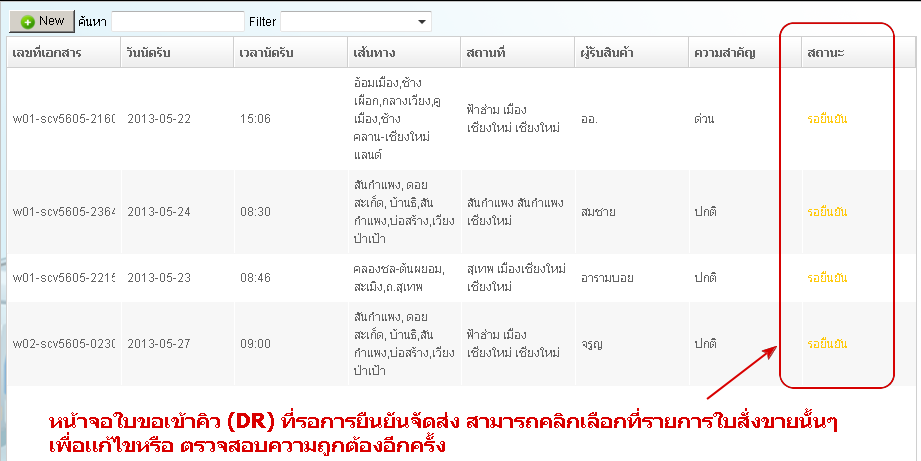 New ค้นหา Filter
เลขที่เอกสาร วันนัดรับ เวลานัดรับ เส้นทาง สถานที่ ผู้รับสินค้า ความสำคัญ สถานะ
อ้อมเมือง,ช้าง
เผือก,กลางเวียง,คู
เมือง,ช้าง
คลาน-เชียงใหม่
แลนด์
w01-scv5605-2160 2013-05-22 15:06
ฟ้าฮ่าม เมือง
เชียงใหม่ เชียงใหม่
ออ. ด่วน รอยืนยัน
สันกำแพง, ดอย
สะเก็ด, บ้านธิ,สัน
กำแพง,บ่อสร้าง,เวียง
ป่าเป้า
w01-scv5605-2364 2013-05-24 08:30
สันกำแพง สันกำแพง
เชียงใหม่
สมชาย ปกติ รอยืนยัน
คลองชล-ต้นผยอม,
สะเมิง,ถ.สุเทพ
w01-scv5605-2215 2013-05-23 08:46
สุเทพ เมืองเชียงใหม่
เชียงใหม่
อารามบอย ปกติ รอยืนยัน
สันกำแพง, ดอย
สะเก็ด, บ้านธิ,สัน
กำแพง,บ่อสร้าง,เวียง
ป่าเป้า
w02-scv5605-0230 2013-05-27 09:00
ฟ้าฮ่าม เมือง
เชียงใหม่ เชียงใหม่
จรูญ ปกติ รอยืนยัน
หน้าจอใบขอเข้าคิว (DR) ที่รอการยืนยันจัดส่ง สามารถคลิกเลือกที่รายการใบสั่งขายนั้นๆ
เพื่อแก้ไขหรือ ตรวจสอบความถูกต้องอีกครั้ง